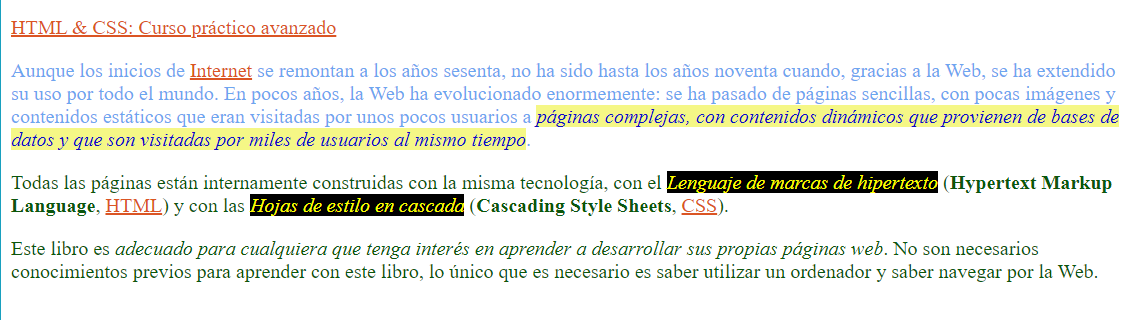 HTML & CSS: Curso práctico avanzado
Aunque los inicios de Internet se remontan a los años sesenta, no ha sido hasta los años noventa cuando, gracias a la Web, se ha extendido
su uso por todo el mundo. En pocos años, la Web ha evolucionado enormemente: se ha pasado de páginas sencillas, con pocas imágenes y
contenidos estáticos que eran visitadas por unos pocos usuarios a páginas complejas, con contenidos dinámicos que provienen de bases de
datos y que son visitadas por miles de usuarios al mismo tiempo.
Todas las páginas están internamente construidas con la misma tecnología, con el Lenguaje de marcas de hipertexto (Hypertext Markup
Language, HTML) y con las Hojas de estilo en cascada (Cascading Style Sheets, CSS).
Este libro es adecuado para cualquiera que tenga interés en aprender a desarrollar sus propias páginas web. No son necesarios
conocimientos previos para aprender con este libro, lo único que es necesario es saber utilizar un ordenador y saber navegar por la Web.